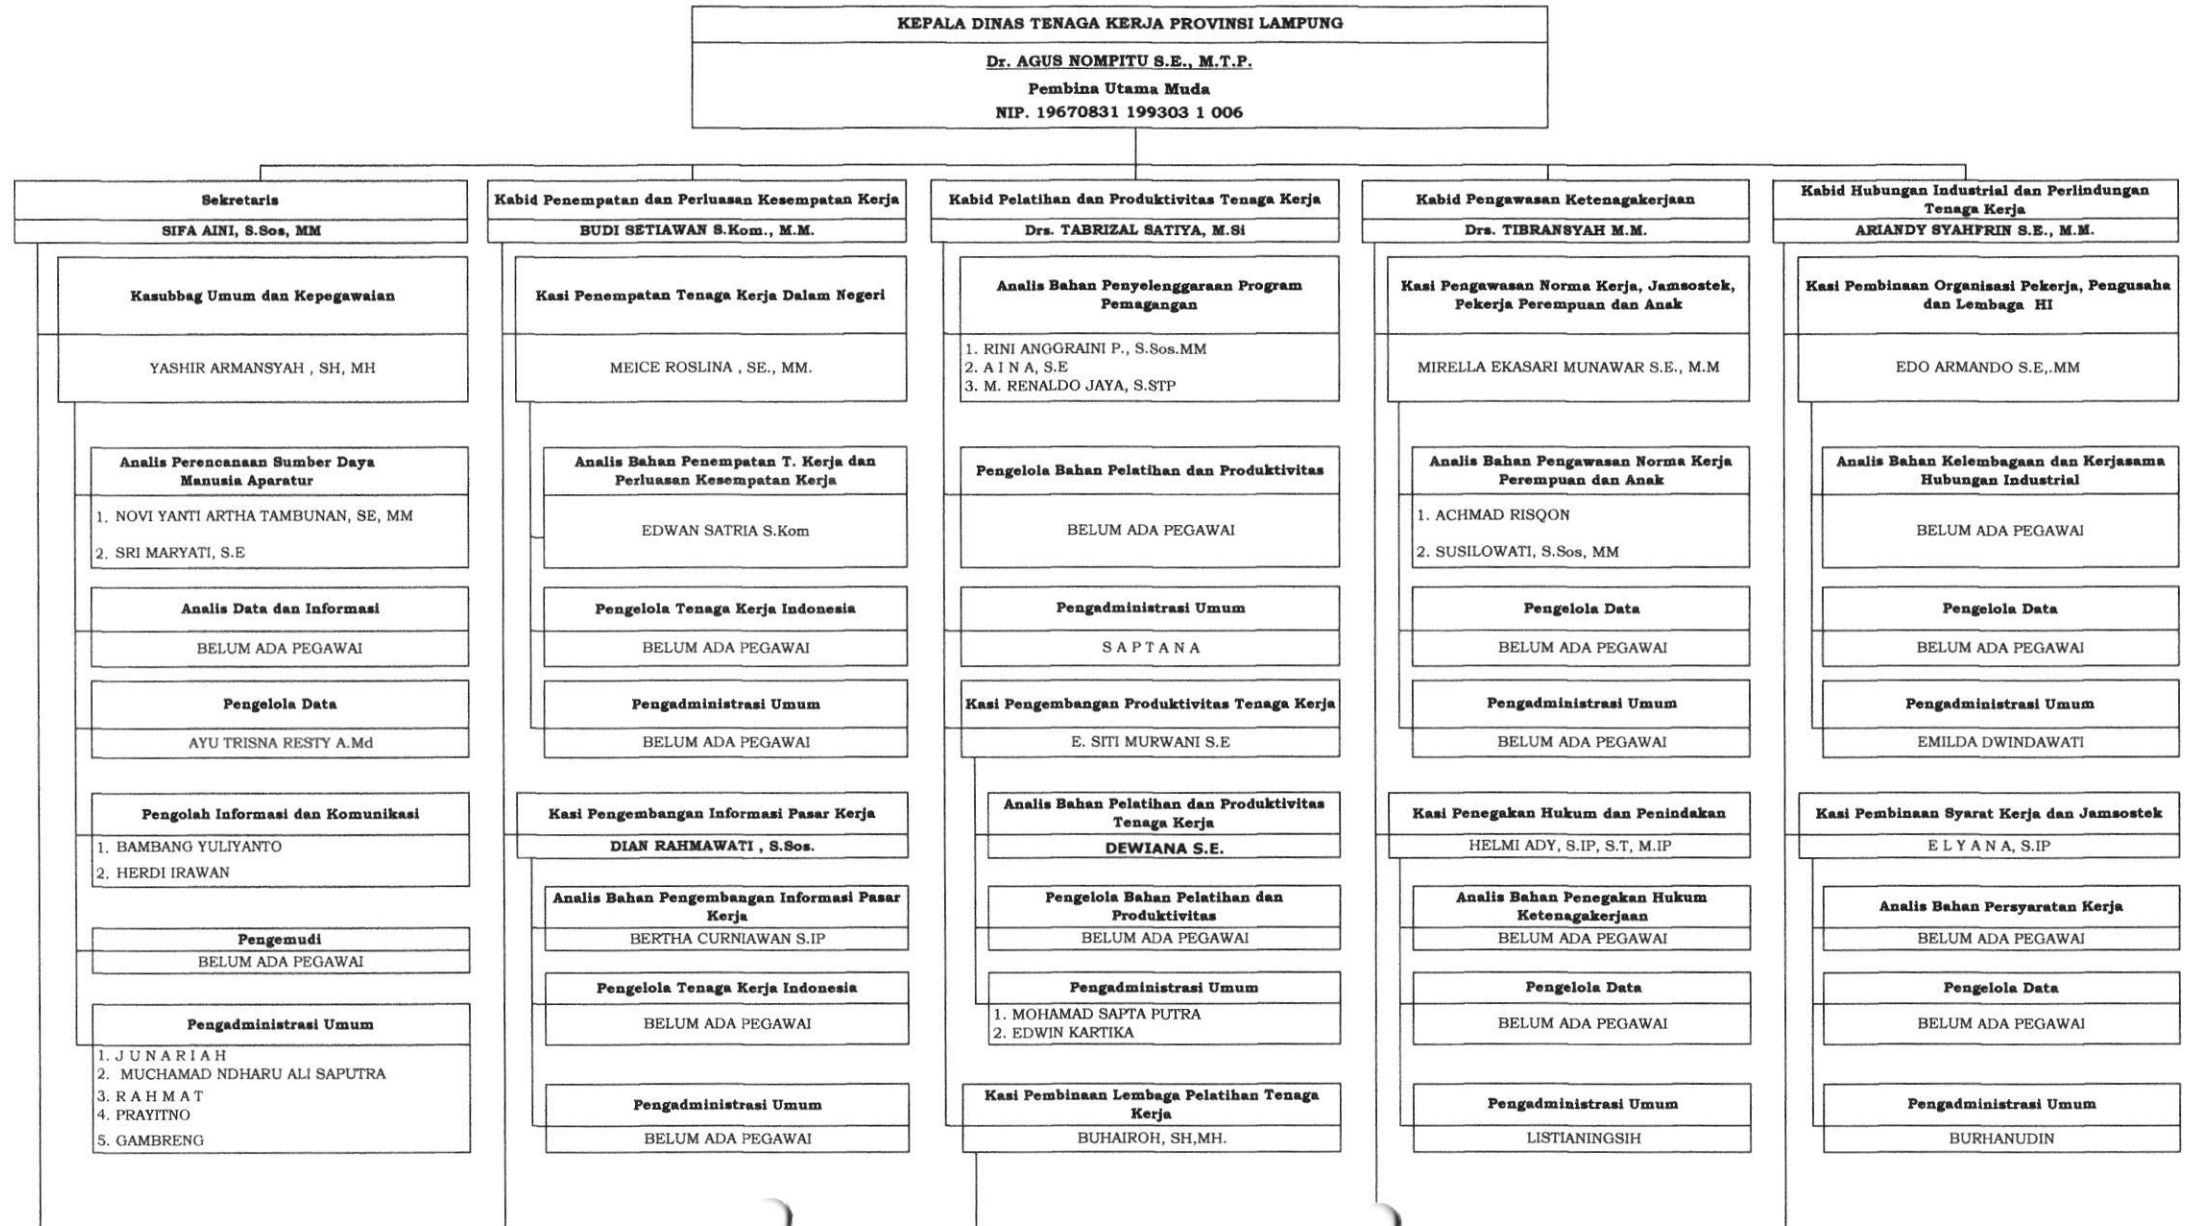 KEPALA DINAS TENAGA KERJA PROVINSI LAMPUNG
Dr. AGUS NOMPITU S.E., M.T.P.
Pembina Utama Muda
NIP. 19670831 199303 1 006
Sekretaris
SIFA AINI, S.Sos, MM
Kasubbag Umum dan Kepegawaian
YASHIR ARMANSYAH , SH, MH
Analis Perencanaan Sumber Daya
Manusia Aparatur
1. NOVI YANTI ARTHA TAMBUNAN, SE, MM
2. SRI MARYATI, S.E
Analis Data dan Informasi
BELUM ADA PEGAWAI
Pengelola Data
AYU TRISNA RESTY A.Md
Pengolah Informasi dan Komunikasi
1. BAMBANG YULIYANTO
2. HERDI IRAWAN
Pengemudi
BELUM ADA PEGAWAI
Pengadministrasi Umum
1. J U N A R I A H
2. MUCHAMAD NDHARU ALI SAPUTRA
3. R A H M A T
4. PRAYITNO
5. GAMBRENG
Kabid Penempatan dan Perluasan Kesempatan Kerja
BUDI SETIAWAN S.Kom., M.M.
Kasi Penempatan Tenaga Kerja Dalam Negeri
MEICE ROSLINA , SE., MM.
Analis Bahan Penempatan T. Kerja dan
Perluasan Kesempatan Kerja
EDWAN SATRIA S.Kom
Pengelola Tenaga Kerja Indonesia
BELUM ADA PEGAWAI
Pengadministrasi Umum
BELUM ADA PEGAWAI
Kasi Pengembangan Informasi Pasar Kerja
DIAN RAHMAWATI , S.Sos.
Analis Bahan Pengembangan Informasi Pasar
Kerja
BERTHA CURNIAWAN S.IP
Pengelola Tenaga Kerja Indonesia
BELUM ADA PEGAWAI
Pengadministrasi Umum
BELUM ADA PEGAWAI
Kabid Pelatihan dan Produktivitas Tenaga Kerja
Drs. TABRIZAL SATIYA, M.Si
Analis Bahan Penyelenggaraan Program
Pemagangan
1. RINI ANGGRAINI P., S.Sos.MM
2. A I N A, S.E
3. M. RENALDO JAYA, S.STP
Pengelola Bahan Pelatihan dan Produktivitas
BELUM ADA PEGAWAI
Pengadministrasi Umum
S A P T A N A
Kasi Pengembangan Produktivitas Tenaga Kerja
E. SITI MURWANI S.E
Analis Bahan Pelatihan dan Produktivitas
Tenaga Kerja
DEWIANA S.E.
Pengelola Bahan Pelatihan dan
Produktivitas
BELUM ADA PEGAWAI
Pengadministrasi Umum
1. MOHAMAD SAPTA PUTRA
2. EDWIN KARTIKA
Kasi Pembinaan Lembaga Pelatihan Tenaga
Kerja
BUHAIROH, SH,MH.
Kabid Pengawasan Ketenagakerjaan
Drs. TIBRANSYAH M.M.
Kasi Pengawasan Norma Kerja, Jamsostek,
Pekerja Perempuan dan Anak
MIRELLA EKASARI MUNAWAR S.E., M.M
Analis Bahan Pengawasan Norma Kerja
Perempuan dan Anak
1. ACHMAD RISQON
2. SUSILOWATI, S.Sos, MM
Pengelola Data
BELUM ADA PEGAWAI
Pengadministrasi Umum
BELUM ADA PEGAWAI
Kasi Penegakan Hukum dan Penindakan
HELMI ADY, S.IP, S.T, M.IP
Analis Bahan Penegakan Hukum
Ketenagakerjaan
BELUM ADA PEGAWAI
Pengelola Data
BELUM ADA PEGAWAI
Pengadministrasi Umum
LISTIANINGSIH
Kabid Hubungan Industrial dan Perlindungan
Tenaga Kerja
ARIANDY SYAHFRIN S.E., M.M.
Kasi Pembinaan Organisasi Pekerja, Pengusaha
dan Lembaga HI
EDO ARMANDO S.E,.MM
Analis Bahan Kelembagaan dan Kerjasama
Hubungan Industrial
BELUM ADA PEGAWAI
Pengelola Data
BELUM ADA PEGAWAI
Pengadministrasi Umum
EMILDA DWINDAWATI
Kasi Pembinaan Syarat Kerja dan Jamsostek
E L Y A N A, S.IP
Analis Bahan Persyaratan Kerja
BELUM ADA PEGAWAI
Pengelola Data
BELUM ADA PEGAWAI
Pengadministrasi Umum
BURHANUDIN